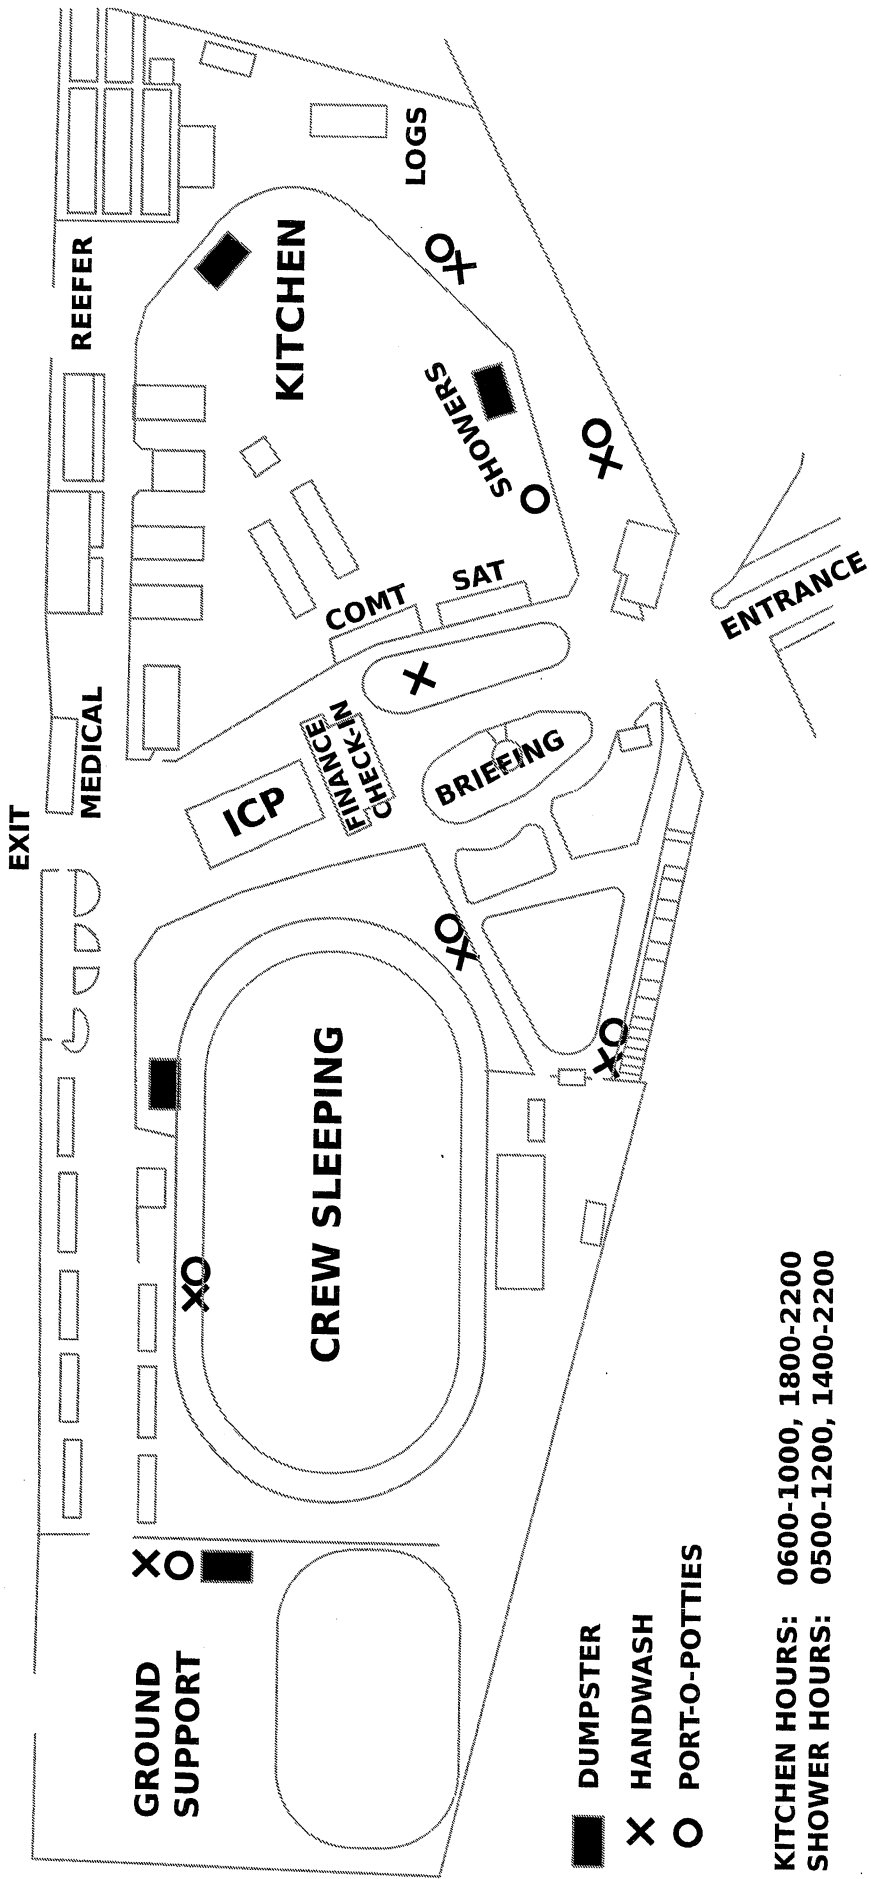 EXIT
REEFER
LOGS
KITCHEN
SHOWERS
MEDICAL
COMT
SAT
ENTRANCE
ICP
FINANCE
CHECK-IN
BRIEFING
CREW SLEEPING
GROUND
SUPPORT
DUMPSTER
HANDWASH
PORT-O-POTTIES
KITCHEN HOURS: 0600-1000, 1800-2200
SHOWER HOURS: 0500-1200, 1400-2200